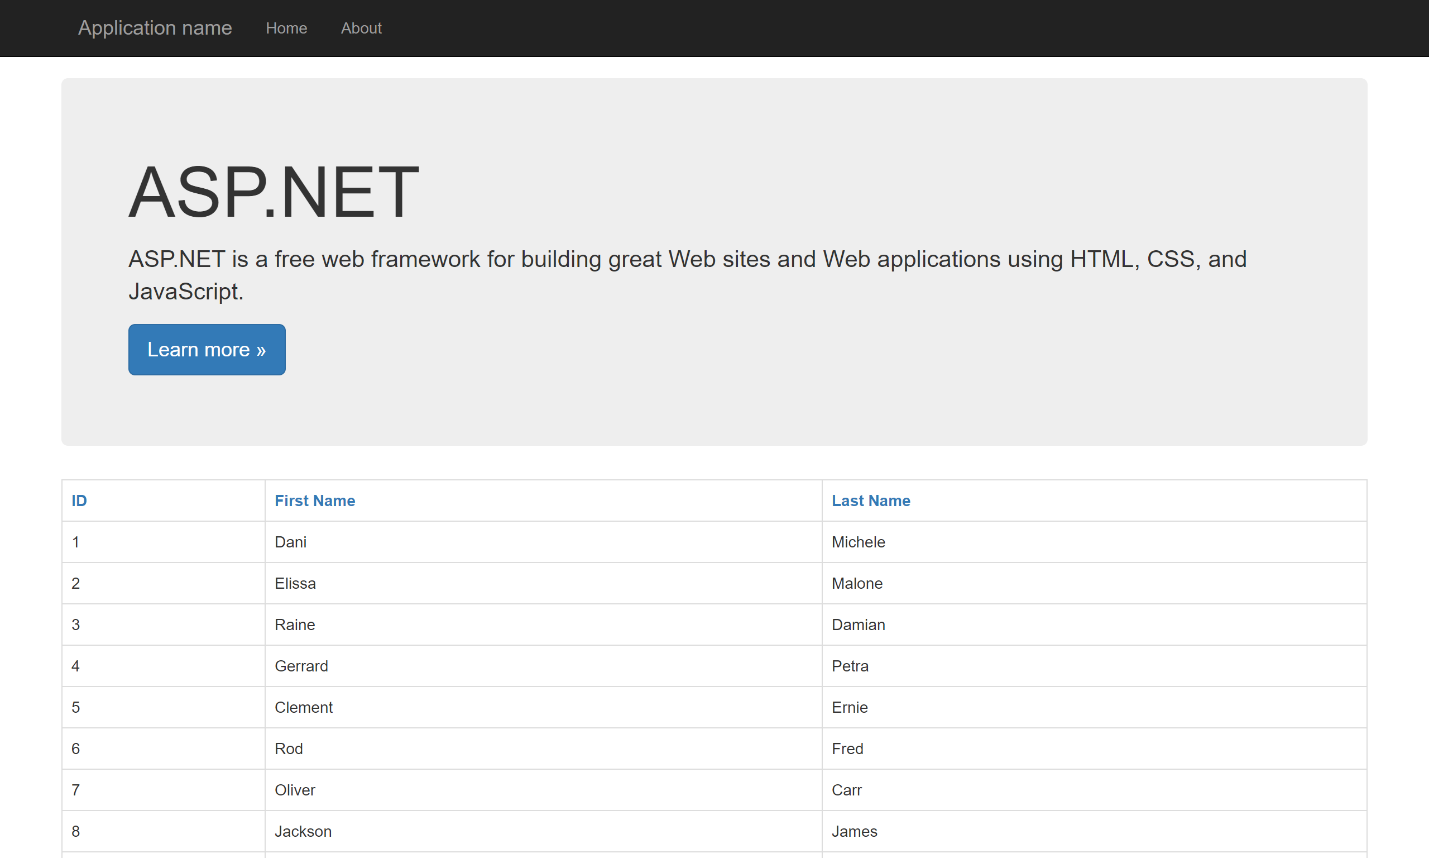 Application name Home About
ASP.NET
ASP.NET is a free web framework for building great Web sites and Web applications using HTML, CSS, and
JavaScript.
Learn more »
ID First Name Last Name
1 Dani Michele
2 Elissa Malone
3 Raine Damian
4 Gerrard Petra
5 Clement Ernie
6 Rod Fred
7 Oliver Carr
8 Jackson James